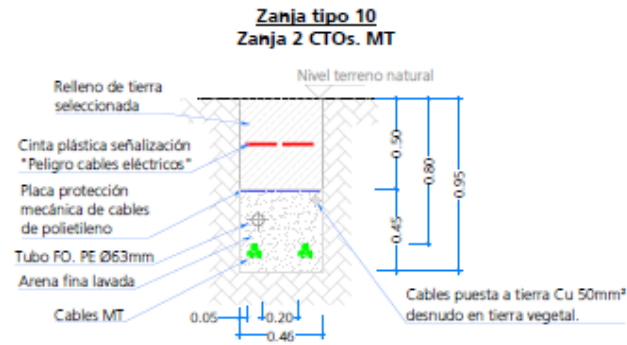 Zanja tipo 10
Zanja 2 CTOs. MT
Nivel terreno natural
Relleno de tierra
seleccionada
Cinta plástica señalización
"Peligro cables eléctricos"
Placa protección
mecánica de cables
de polietileno
Tubo FO. PE Ø63mm
Arena fina lavada
Cables MT
0.50
0.80
0.95
0.45
Cables puesta a tierra Cu 50mm²
desnudo en tierra vegetal.
0.05
0.20
0.46